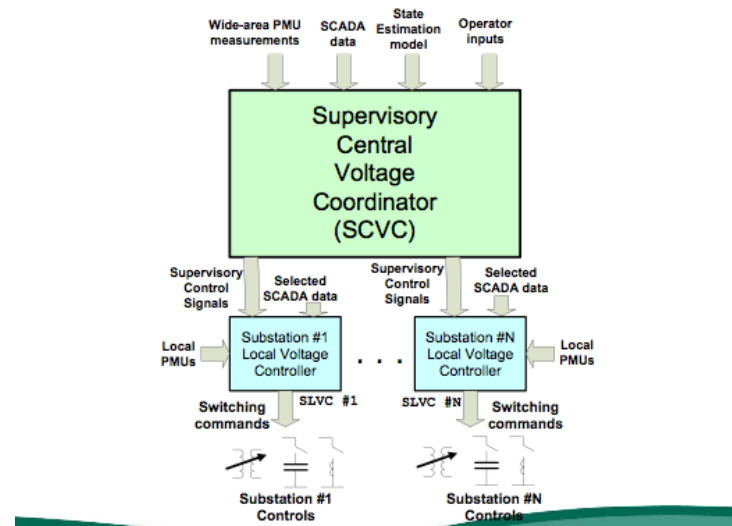 Wide-area PMU
measurements
SCADA
data
State
Estimation
model
Operator
inputs
Supervisory
Central
Voltage
Coordinator
(SCVC)
Supervisory
Control
Signals
Selected
SCADA data
Supervisory
Control
Signals
Selected
SCADA data
Local
PMUs
Substation #1
Local Voltage
Controller
. . .
Substation #N
Local Voltage
Controller
Local
PMUs
SLVC #1
SLVC #N
Switching
commands
Switching
commands
Substation #1
Controls
Substation #N
Controls